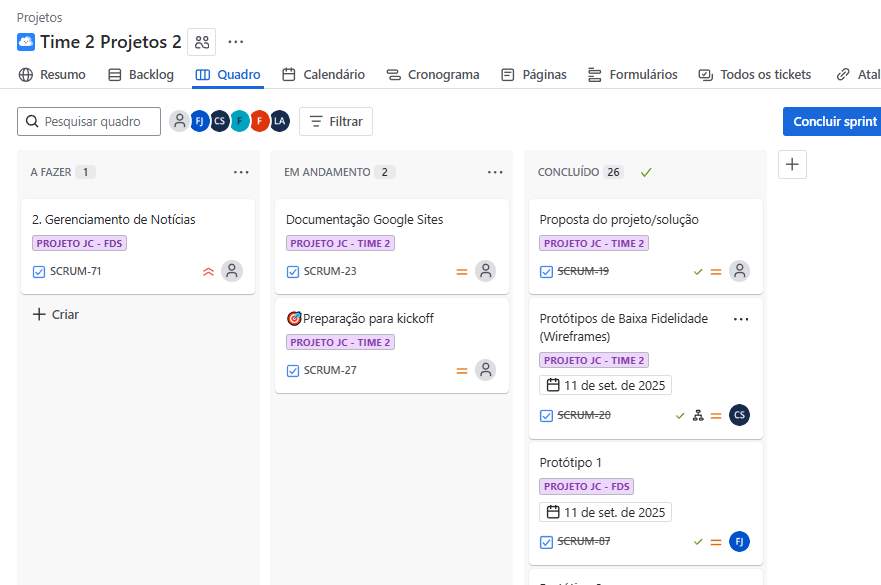 Projetos
Time 2 Projetos 2
Resumo Backlog Quadro Calendário Cronograma Páginas Formulários Todos os tickets
Pesquisar quadro FJ CS F F LA Filtrar Concluir sprint
A FAZER 1
2. Gerenciamento de Notícias
PROJETO JC - FDS
SCRUM-71
Criar
EM ANDAMENTO 2
Documentação Google Sites
PROJETO JC - TIME 2
SCRUM-23
🎯Preparação para kickoff
PROJETO JC - TIME 2
SCRUM-27
CONCLUÍDO 26
Proposta do projeto/solução
PROJETO JC - TIME 2
SCRUM-19
Protótipos de Baixa Fidelidade
(Wireframes)
PROJETO JC - TIME 2
11 de set. de 2025
SCRUM-20 CS
Protótipo 1
PROJETO JC - FDS
11 de set. de 2025
SCRUM-87 FJ